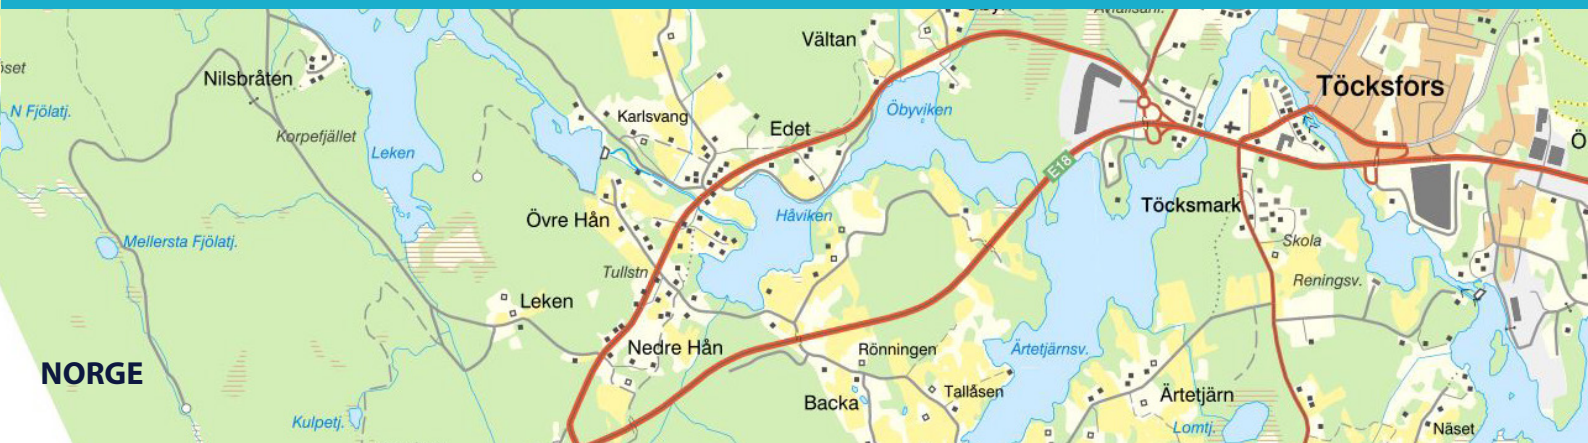 Vältan
Nilsbråten
Töcksfors
N Fjölatj.
Karlsvang
Öbyviken
Edet
Korpefjället
Leken
E18
Töcksmark
Övre Hån
Håviken
Mellersta Fjölatj.
Skola
Tullstn
Reningsv.
Leken
Nedre Hån
Rönningen
Ärtetjärnsv.
NORGE
Tallåsen
Backa
Ärtetjärn
Kulpetj.
Lomtj.
Näset